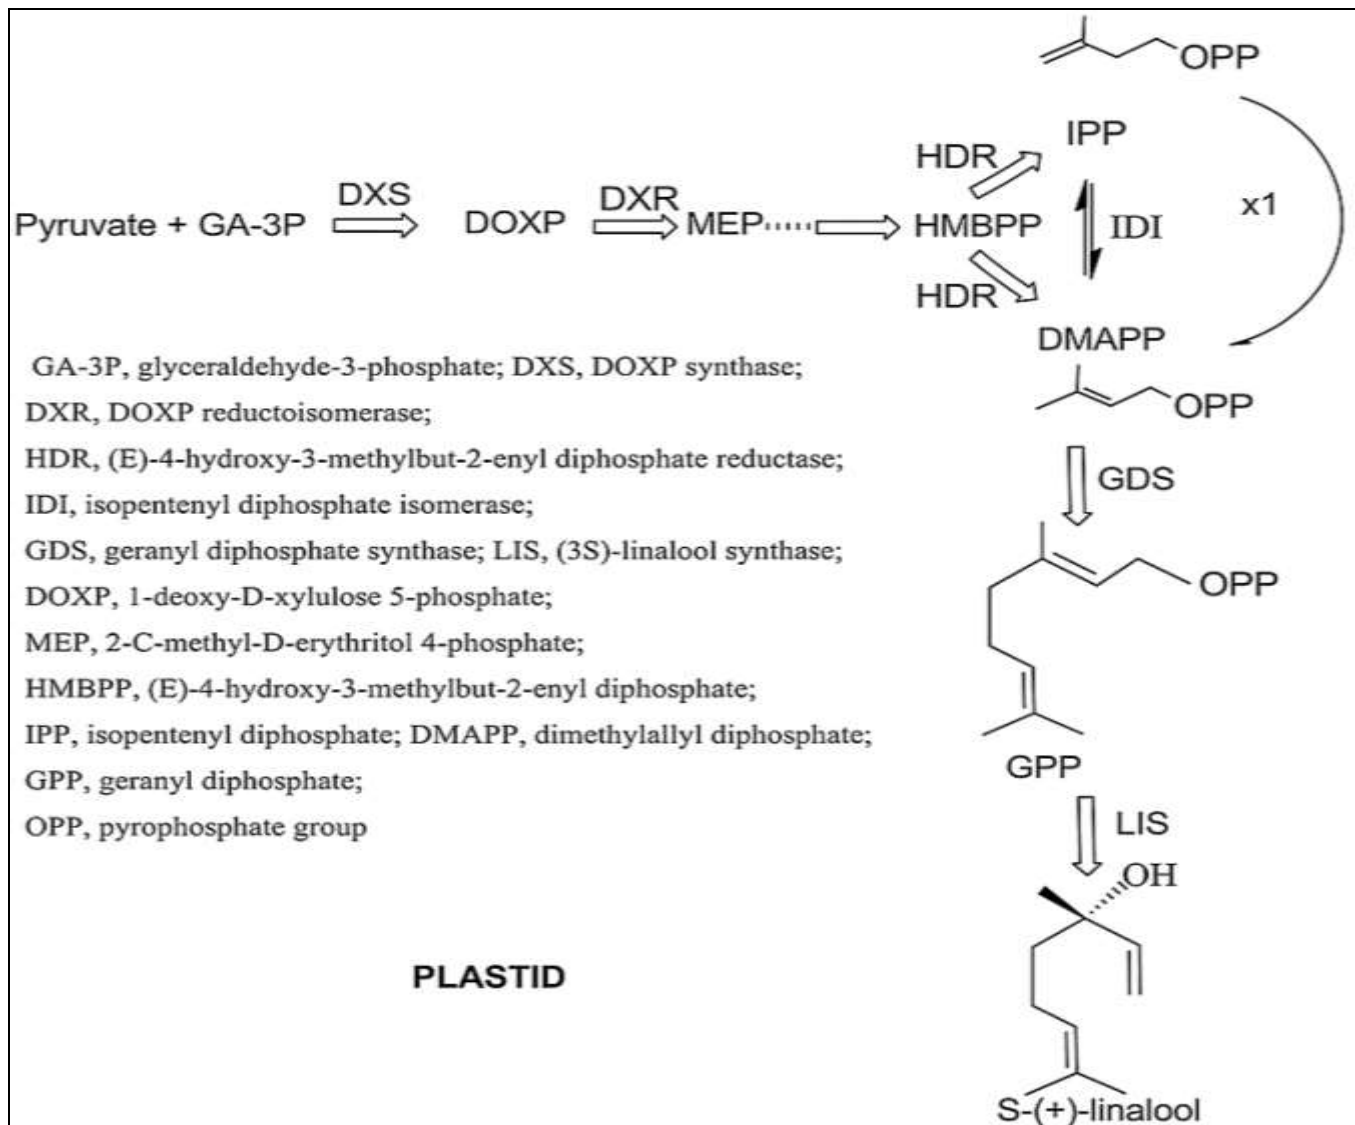 OPP
IPP
HDR
x1
DXS
DXR
Pyruvate + GA-3P
DOXP
MEP
HMBPP
IDI
HDR
DMAPP
OPP
GA-3P, glyceraldehyde-3-phosphate; DXS, DOXP synthase;
DXR, DOXP reductoisomerase;
HDR, (E)-4-hydroxy-3-methylbut-2-enyl diphosphate reductase;
IDI, isopentenyl diphosphate isomerase;
GDS, geranyl diphosphate synthase; LIS, (3S)-linalool synthase;
DOXP, 1-deoxy-D-xylulose 5-phosphate;
MEP, 2-C-methyl-D-erythritol 4-phosphate;
HMBPP, (E)-4-hydroxy-3-methylbut-2-enyl diphosphate;
IPP, isopentenyl diphosphate; DMAPP, dimethylallyl diphosphate;
GPP, geranyl diphosphate;
OPP, pyrophosphate group
GDS
OPP
GPP
LIS
OH
PLASTID
S-(+)-linalool